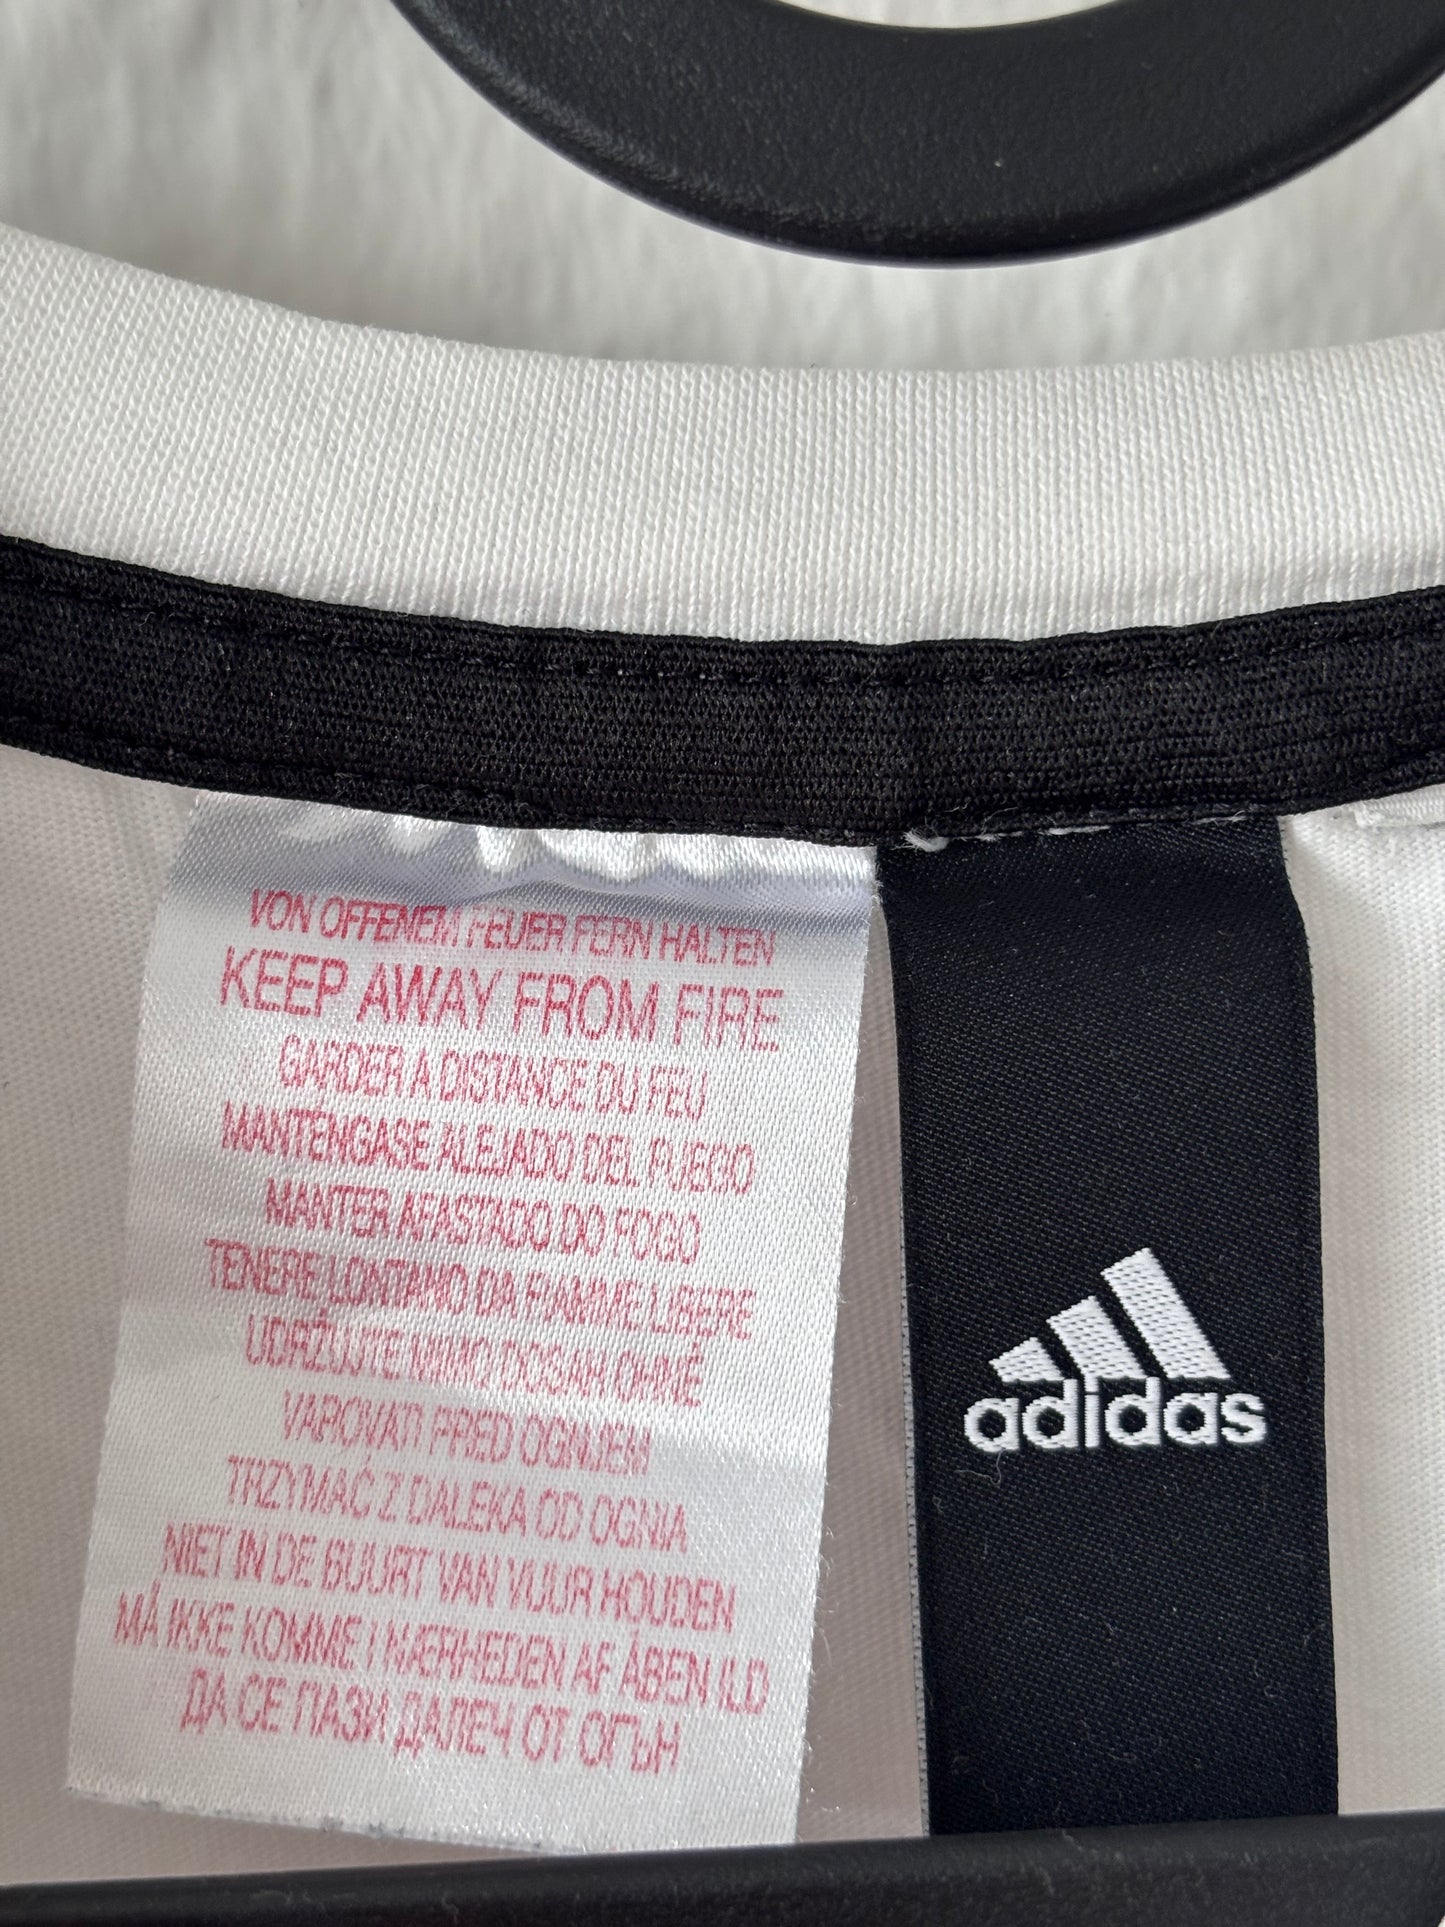 VON OFFENEM FEUER FERN HALTEN
KEEP AWAY FROM FIRE
GARDER A DISTANCE DU FEU
MANTÉNGASE ALEJADO DEL FUEGO
MANTER AFASTADO DO FOGO
TENERE LONTANO DA FIAMME LIBERE
UDRŽUJTE MIMO DOSAH OHNĚ
VAROVATI PRED OGNJEM
TRZYMAĆ Z DALEKA OD OGNIA
NIET IN DE BUURT VAN VUUR HOUDEN
MÅ IKKE KOMME I NÆRHEDEN AF ÅBEN ILD
ДА СЕ ПАЗИ ДАЛЕЧ ОТ ОГЪН
adidas